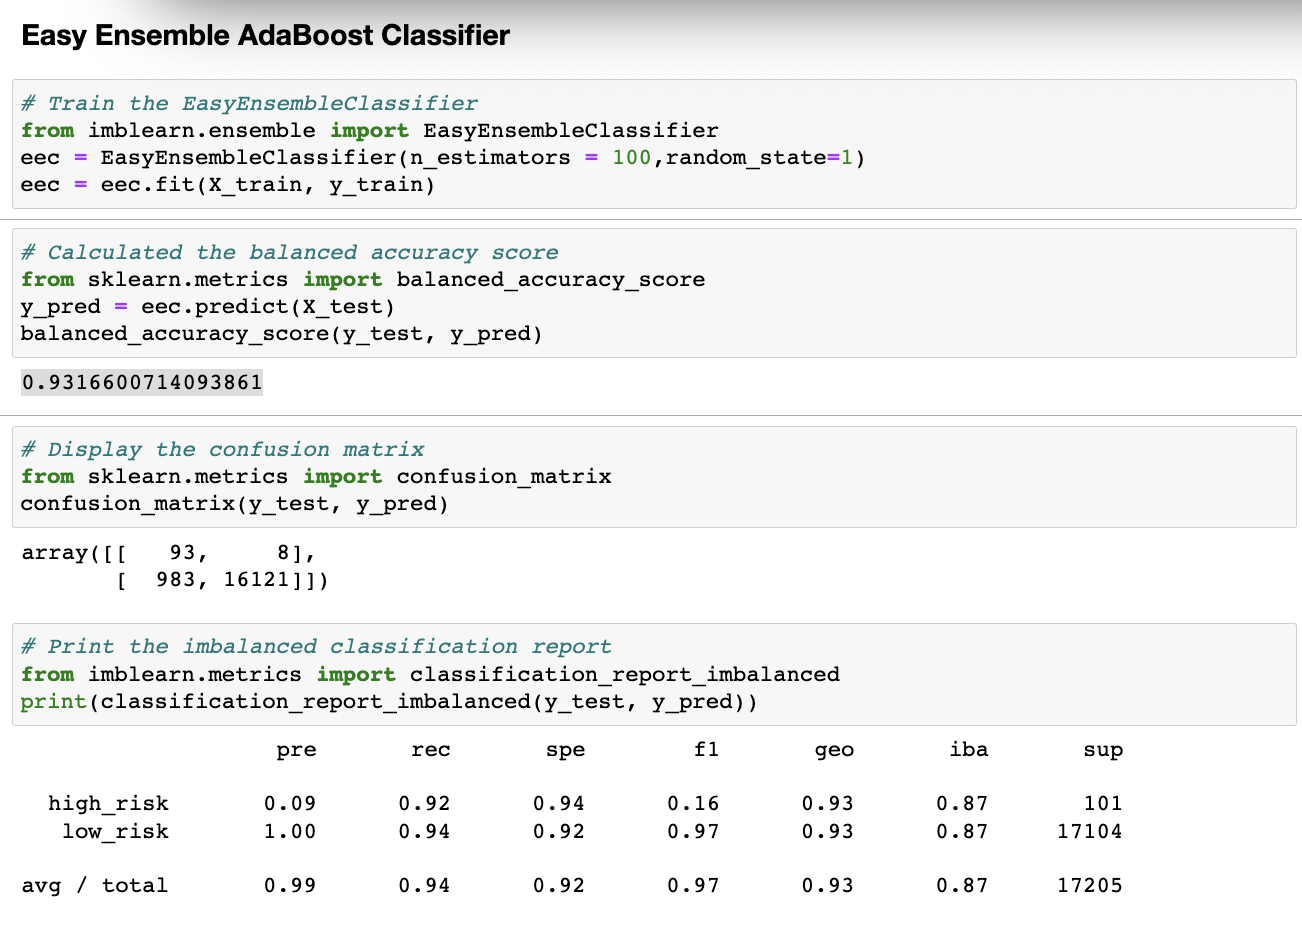 Easy Ensemble AdaBoost Classifier
# Train the EasyEnsembleClassifier
from imblearn.ensemble import EasyEnsembleClassifier
eec = EasyEnsembleClassifier(n_estimators = 100,random_state=1)
eec = eec.fit(X_train, y_train)
# Calculated the balanced accuracy score
from sklearn.metrics import balanced_accuracy_score
y_pred = eec.predict(X_test)
balanced_accuracy_score(y_test, y_pred)
0.9316600714093861
# Display the confusion matrix
from sklearn.metrics import confusion_matrix
confusion_matrix(y_test, y_pred)
array([[   93,     8],
       [  983, 16121]])
# Print the imbalanced classification report
from imblearn.metrics import classification_report_imbalanced
print(classification_report_imbalanced(y_test, y_pred))
                   pre       rec       spe        f1       geo       iba       sup
  high_risk       0.09      0.92      0.94      0.16      0.93      0.87       101
   low_risk       1.00      0.94      0.92      0.97      0.93      0.87     17104
avg / total       0.99      0.94      0.92      0.97      0.93      0.87     17205